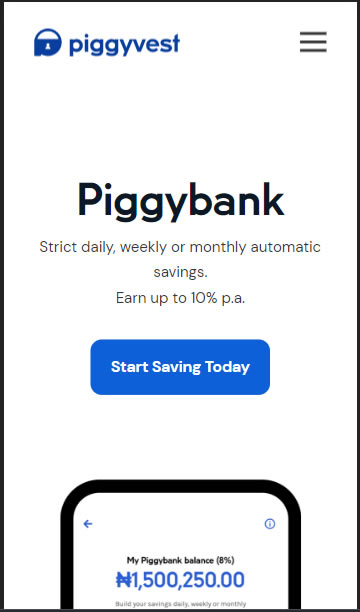 piggyvest
Piggybank
Strict daily, weekly or monthly automatic
savings.
Earn up to 10% p.a.
Start Saving Today
My Piggybank balance (8%)
₦1,500,250.00
Build your savings daily, weekly or monthly